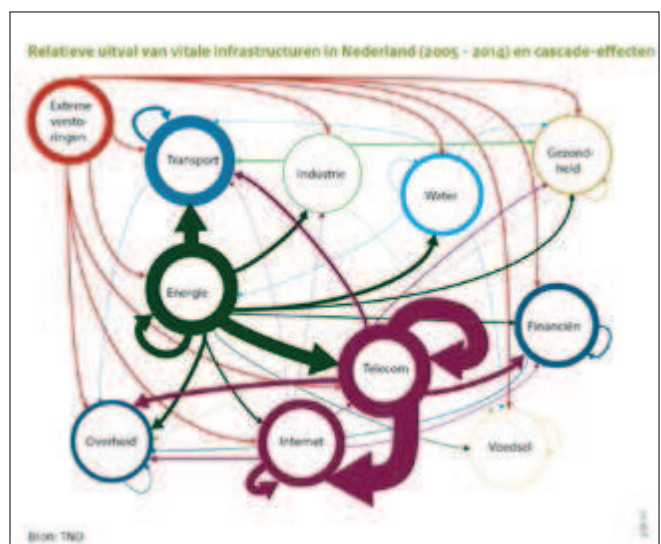 Relatieve uitval van vitale infrastructuren in Nederland (2005 - 2014) en cascade-effecten
Externe
versto-
ringen
Transport
Industrie
Water
Gezond-
heid
Energie
Financiën
Telecom
Overheid
Internet
Voedsel
Bron: TNO